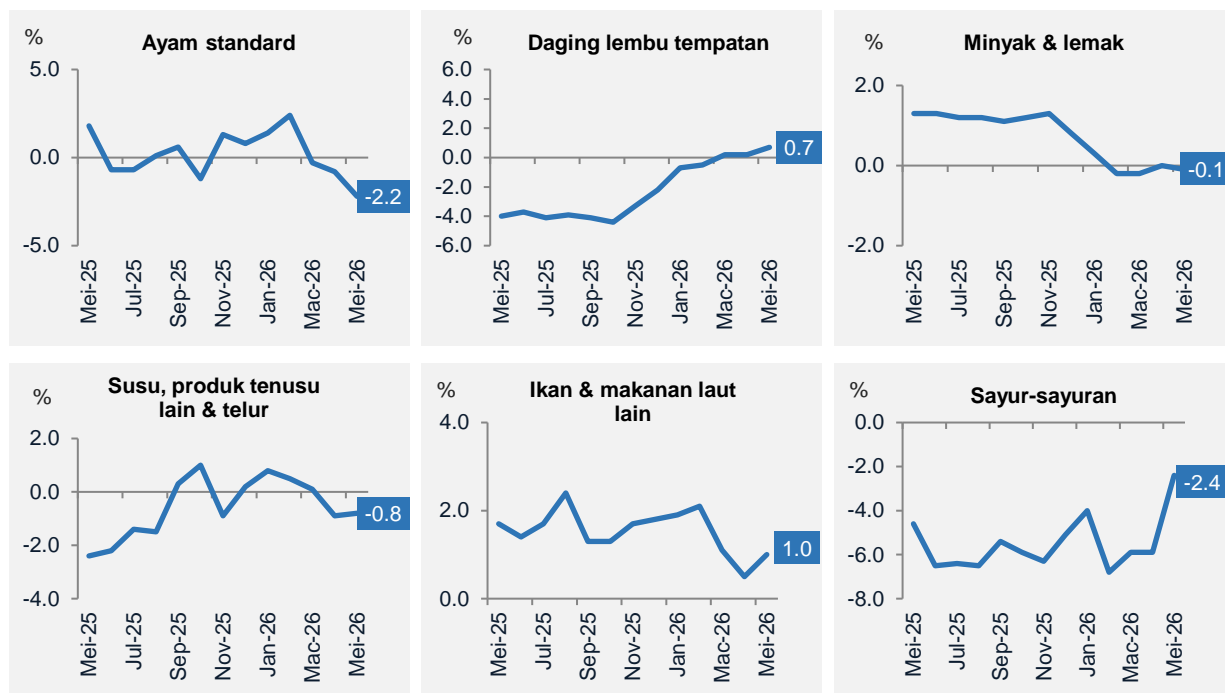 %
Ayam standard
5.0
0.0
-5.0
-2.2
Mei-25
Jul-25
Sep-25
Nov-25
Jan-26
Mac-26
Mei-26
%
Daging lembu tempatan
6.0
4.0
2.0
0.0
-2.0
-4.0
-6.0
0.7
Mei-25
Jul-25
Sep-25
Nov-25
Jan-26
Mac-26
Mei-26
%
Minyak & lemak
2.0
0.0
-2.0
-0.1
Mei-25
Jul-25
Sep-25
Nov-25
Jan-26
Mac-26
Mei-26
%
Susu, produk tenusu
lain & telur
2.0
0.0
-2.0
-4.0
-0.8
Mei-25
Jul-25
Sep-25
Nov-25
Jan-26
Mac-26
Mei-26
%
Ikan & makanan laut
lain
4.0
2.0
0.0
1.0
Mei-25
Jul-25
Sep-25
Nov-25
Jan-26
Mac-26
Mei-26
%
Sayur-sayuran
0.0
-2.0
-4.0
-6.0
-8.0
-2.4
Mei-25
Jul-25
Sep-25
Nov-25
Jan-26
Mac-26
Mei-26